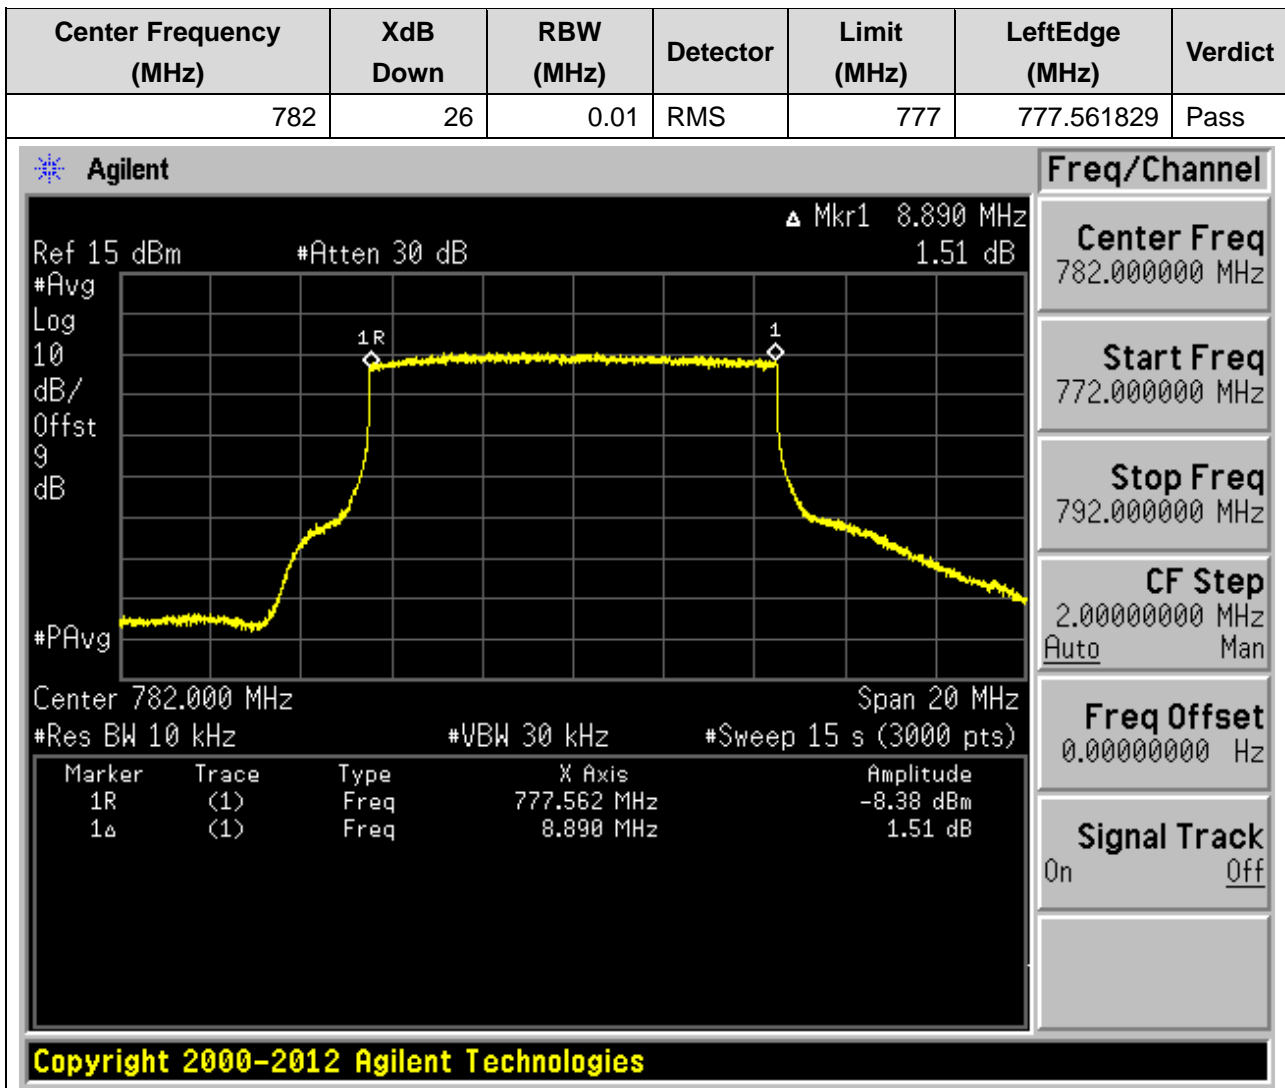 Center Frequency (MHz) XdB Down RBW (MHz) Detector Limit (MHz) LeftEdge (MHz) Verdict
782 26 0.01 RMS 777 777.561829 Pass
Agilent
Freq/Channel
Δ Mkr1 8.890 MHz
Ref 15 dBm #Atten 30 dB 1.51 dB
#Avg
Log
10
dB/
Offst
9
dB
#PAvg
1R
1
Center 782.000 MHz Span 20 MHz
#Res BW 10 kHz #VBW 30 kHz #Sweep 15 s (3000 pts)
Marker Trace Type X Axis Amplitude
1R (1) Freq 777.562 MHz -8.38 dBm
1Δ (1) Freq 8.890 MHz 1.51 dB
Center Freq
782.000000 MHz
Start Freq
772.000000 MHz
Stop Freq
792.000000 MHz
CF Step
2.00000000 MHz
Auto Man
Freq Offset
0.00000000 Hz
Signal Track
On Off
Copyright 2000-2012 Agilent Technologies